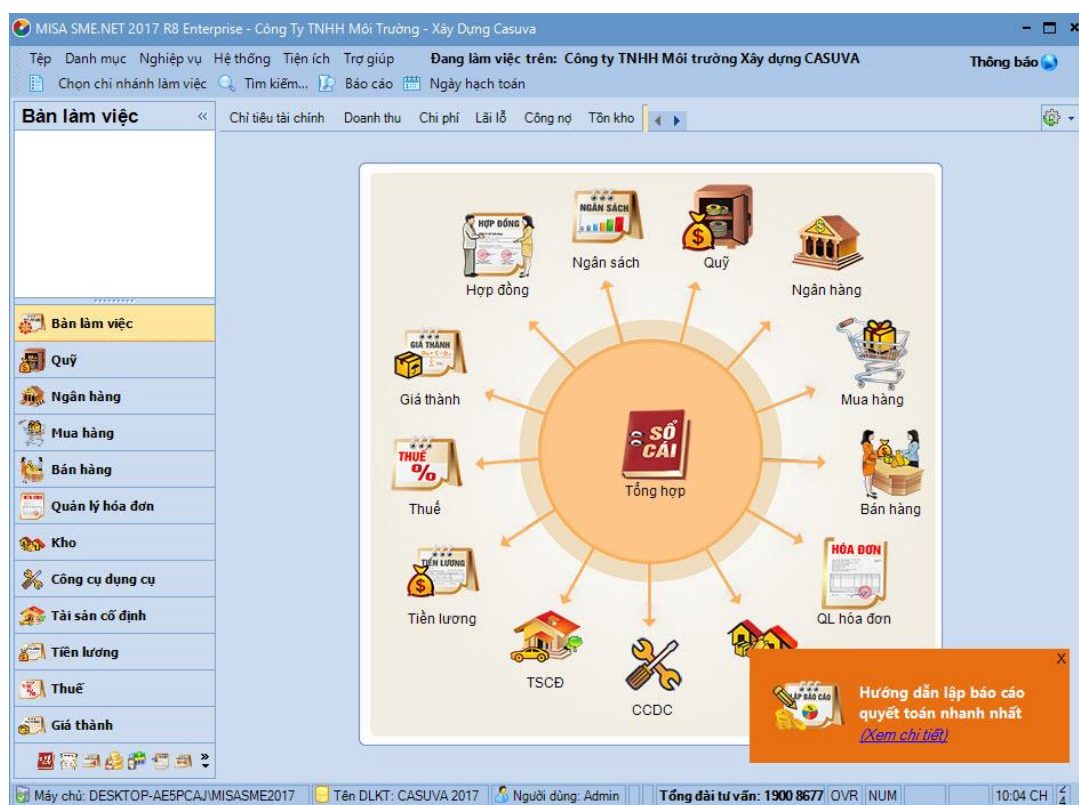 MISA SME.NET 2017 R8 Enterprise - Công Ty TNHH Môi Trường - Xây Dựng Casuva
Tệp Danh mục Nghiệp vụ Hệ thống Tiện ích Trợ giúp Đang làm việc trên: Công ty TNHH Môi trường Xây dựng CASUVA Thông báo
Chọn chi nhánh làm việc Tìm kiếm... Báo cáo Ngày hạch toán
Bàn làm việc «
Chỉ tiêu tài chính Doanh thu Chi phí Lãi lỗ Công nợ Tồn kho
Bàn làm việc
Quỹ
Ngân hàng
Mua hàng
Bán hàng
Quản lý hóa đơn
Kho
Công cụ dụng cụ
Tài sản cố định
Tiền lương
Thuế
Giá thành
HỢP ĐỒNG
Hợp đồng
NGÂN SÁCH
Ngân sách
Quỹ
Ngân hàng
GIÁ THÀNH
Giá thành
Mua hàng
SỔ CÁI
Tổng hợp
THUẾ %
Thuế
Bán hàng
TIỀN LƯƠNG
Tiền lương
HÓA ĐƠN
QL hóa đơn
TSCĐ
CCDC
X
LẬP BÁO CÁO
Hướng dẫn lập báo cáo
quyết toán nhanh nhất
(Xem chi tiết)
Máy chủ: DESKTOP-AE5PCAJ\MISASME2017 Tên DLKT: CASUVA 2017 Người dùng: Admin Tổng đài tư vấn: 1900 8677 OVR NUM 10:04 CH